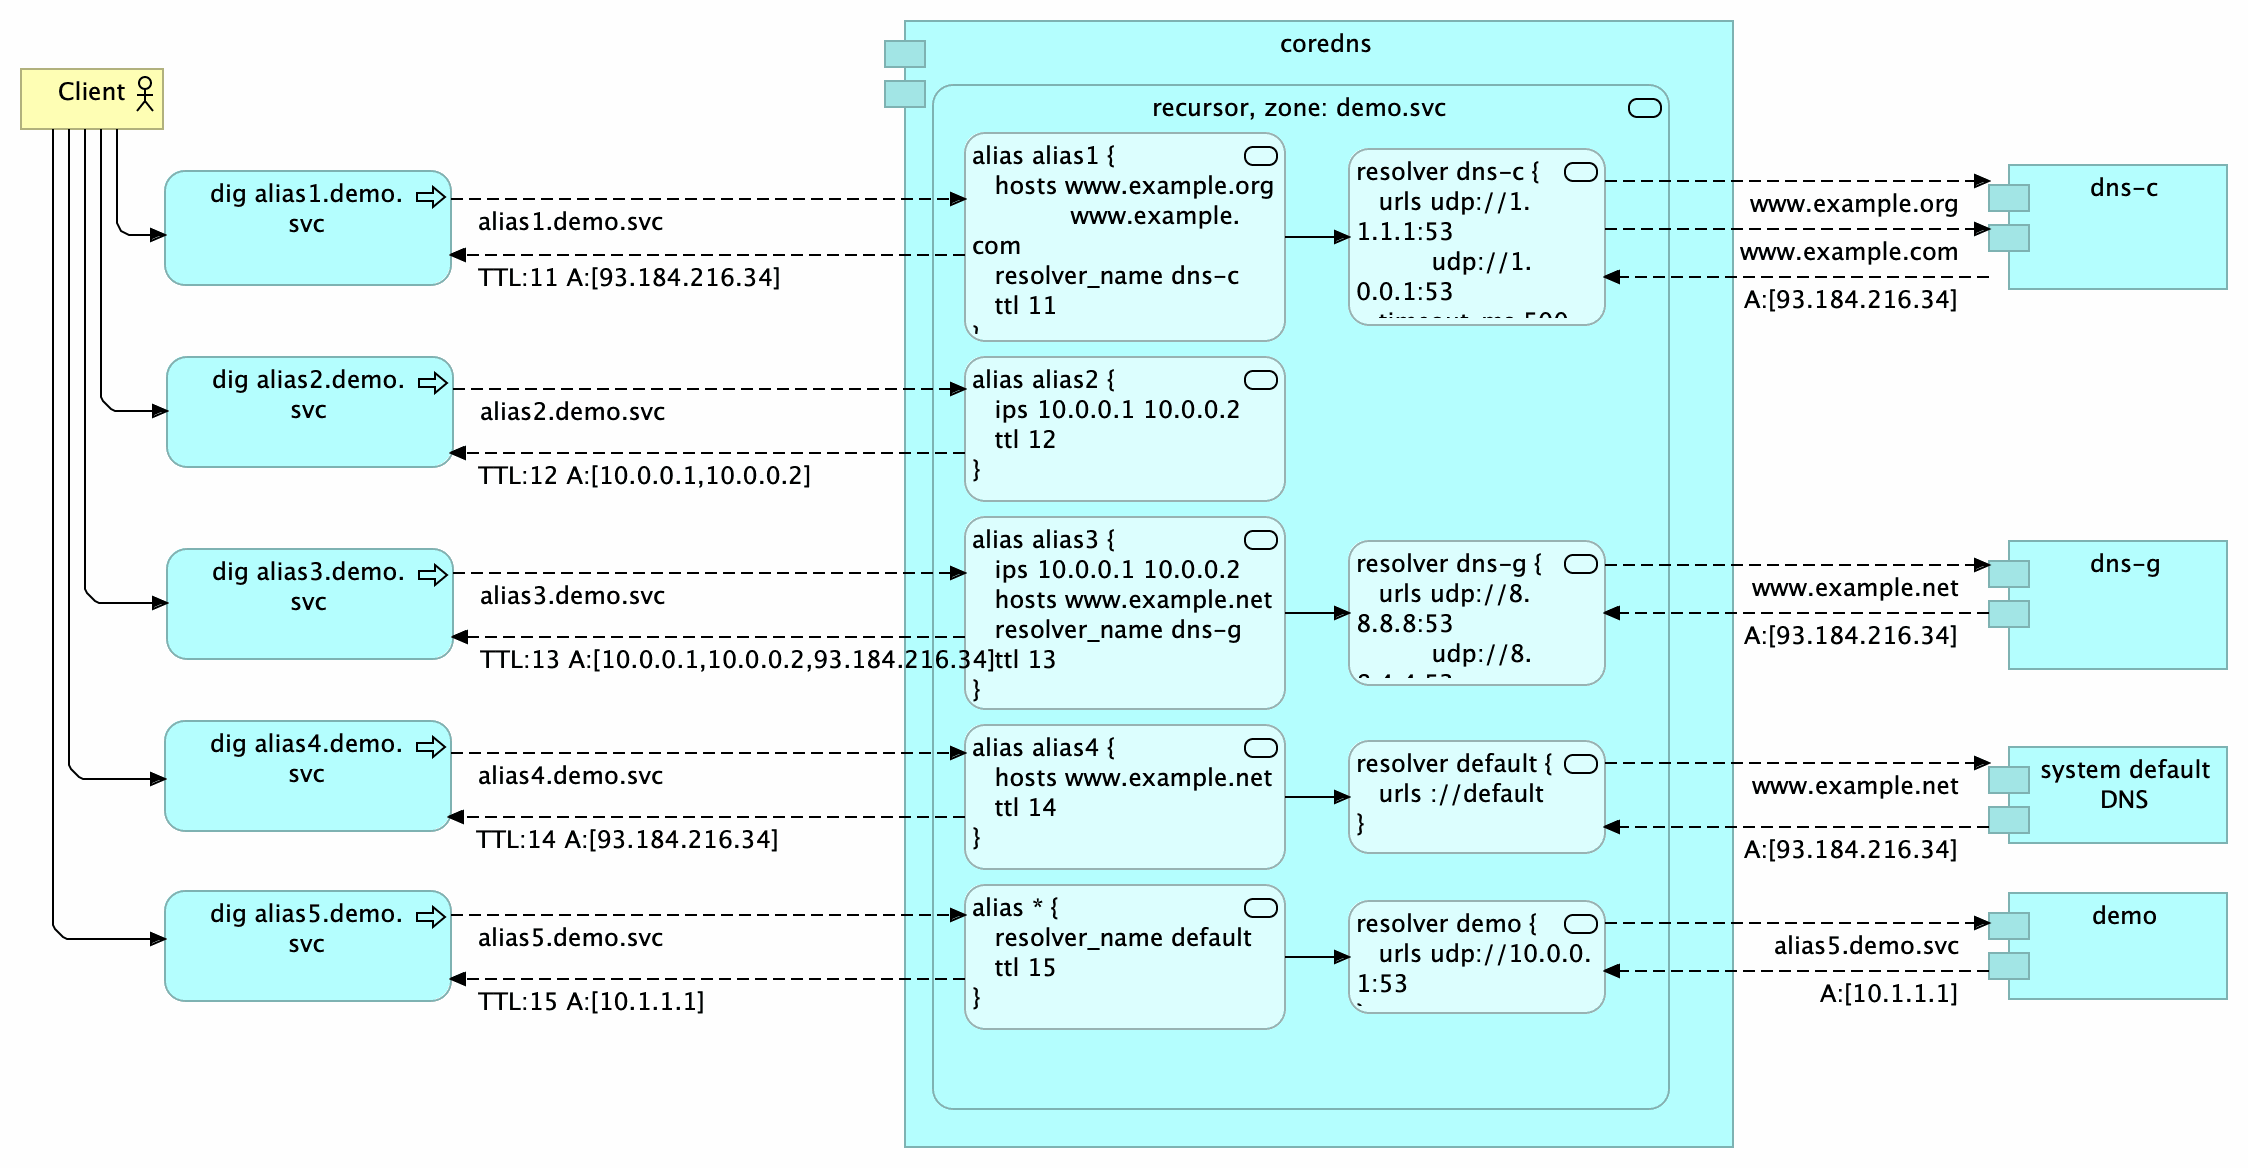 coredns
Client
recursor, zone: demo.svc
dig alias1.demo.
svc
alias1.demo.svc
TTL:11 A:[93.184.216.34]
alias alias1 {
hosts www.example.org
www.example.
com
resolver_name dns-c
ttl 11
}
resolver dns-c {
urls udp://1.
1.1.1:53
udp://1.
0.0.1:53
timeout_ms 500
www.example.org
www.example.com
A:[93.184.216.34]
dns-c
dig alias2.demo.
svc
alias2.demo.svc
TTL:12 A:[10.0.0.1,10.0.0.2]
alias alias2 {
ips 10.0.0.1 10.0.0.2
ttl 12
}
dig alias3.demo.
svc
alias3.demo.svc
TTL:13 A:[10.0.0.1,10.0.0.2,93.184.216.34]
alias alias3 {
ips 10.0.0.1 10.0.0.2
hosts www.example.net
resolver_name dns-g
ttl 13
}
resolver dns-g {
urls udp://8.
8.8.8:53
udp://8.
8.4.4:53
www.example.net
A:[93.184.216.34]
dns-g
dig alias4.demo.
svc
alias4.demo.svc
TTL:14 A:[93.184.216.34]
alias alias4 {
hosts www.example.net
ttl 14
}
resolver default {
urls ://default
}
www.example.net
A:[93.184.216.34]
system default
DNS
dig alias5.demo.
svc
alias5.demo.svc
TTL:15 A:[10.1.1.1]
alias * {
resolver_name default
ttl 15
}
resolver demo {
urls udp://10.0.0.
1:53
}
alias5.demo.svc
A:[10.1.1.1]
demo